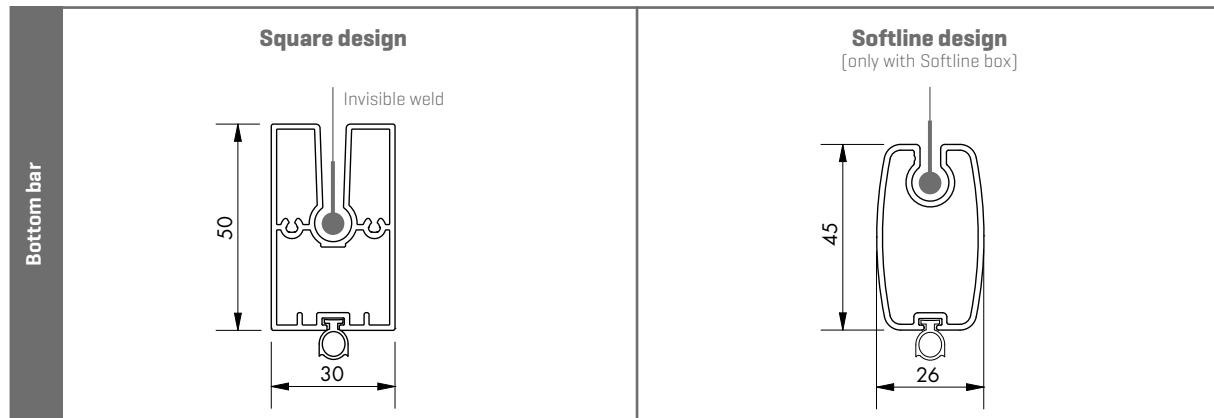 Bottom bar
Square design
Invisible weld
50
30
Softline design
(only with Softline box)
45
26